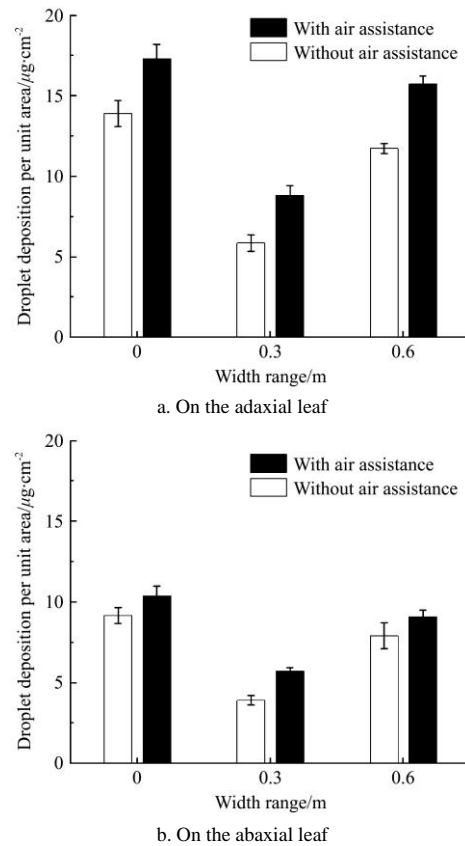 20
15
10
5
0
Droplet deposition per unit area/μg·cm⁻²
With air assistance
Without air assistance
0 0.3 0.6
Width range/m
a. On the adaxial leaf
20
15
10
5
0
Droplet deposition per unit area/μg·cm⁻²
With air assistance
Without air assistance
0 0.3 0.6
Width range/m
b. On the abaxial leaf